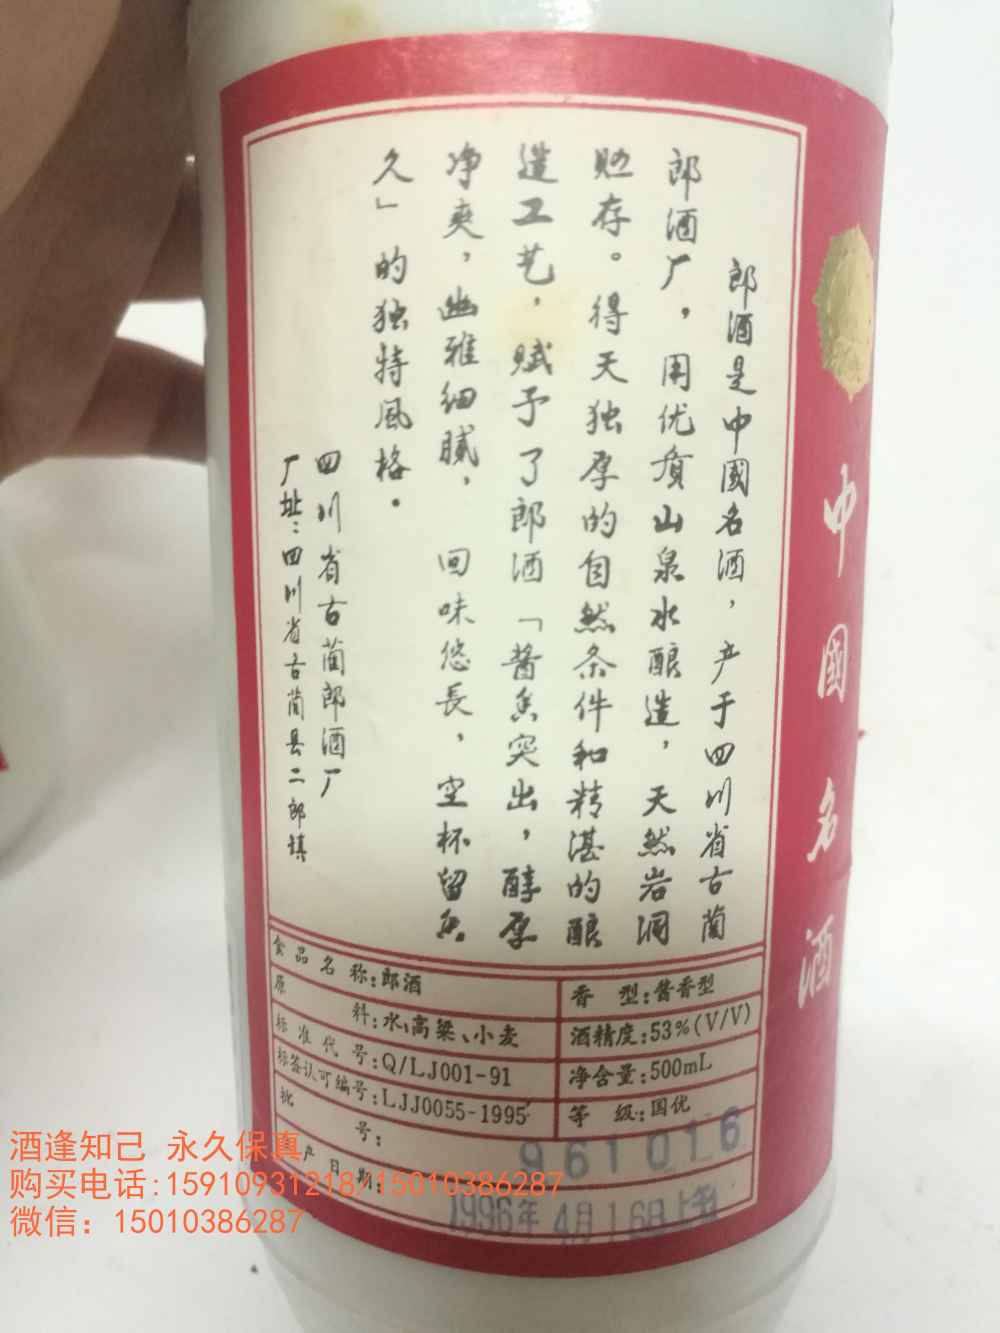 郎酒是中國名酒，产于四川省古蔺
郎酒厂，用优质山泉水酿造，天然岩洞
贮存。得天独厚的自然条件和精湛的酿
造工艺，赋予了郎酒「酱香突出，醇厚
净爽，幽雅细腻，回味悠長，空杯留香
久」的独特風格.
四川省古蔺郎酒厂
厂址:四川省古蔺县二郎镇
食品名称:郎酒
香型:酱香型
原料:水、高粱、小麦
酒精度:53%(V/V)
标准代号:Q/LJ001-91
净含量:500mL
标签认可编号:LJJ0055-1995
等级:国优
批号:
961016
产日期:
1996年4月16日
中國名酒
酒逢知己 永久保真
购买电话:15910931218/15010386287
微信：15010386287